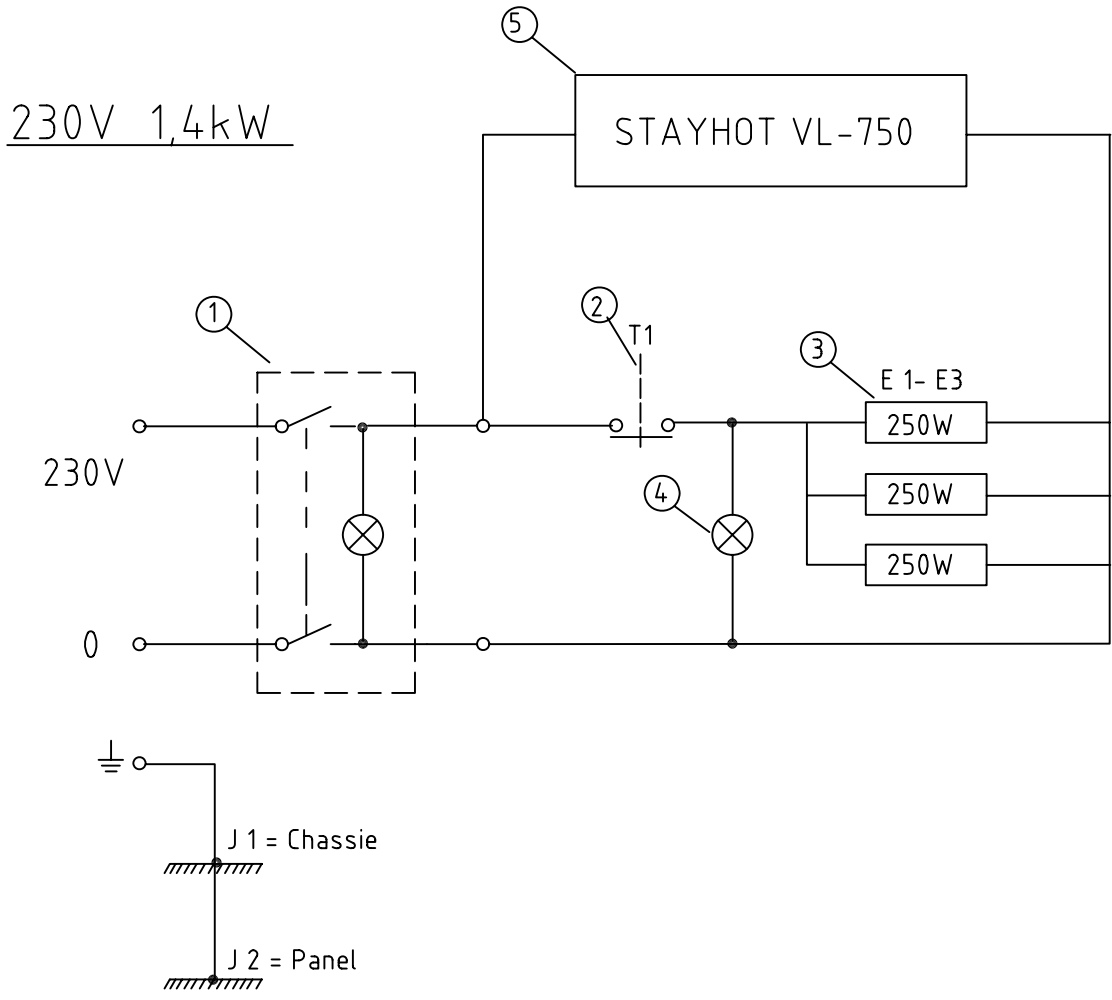 5
230V 1,4kW
STAYHOT VL-750
1
2
T1
3
E 1- E3
250W
230V
4
250W
250W
0
J 1 = Chassie
J 2 = Panel